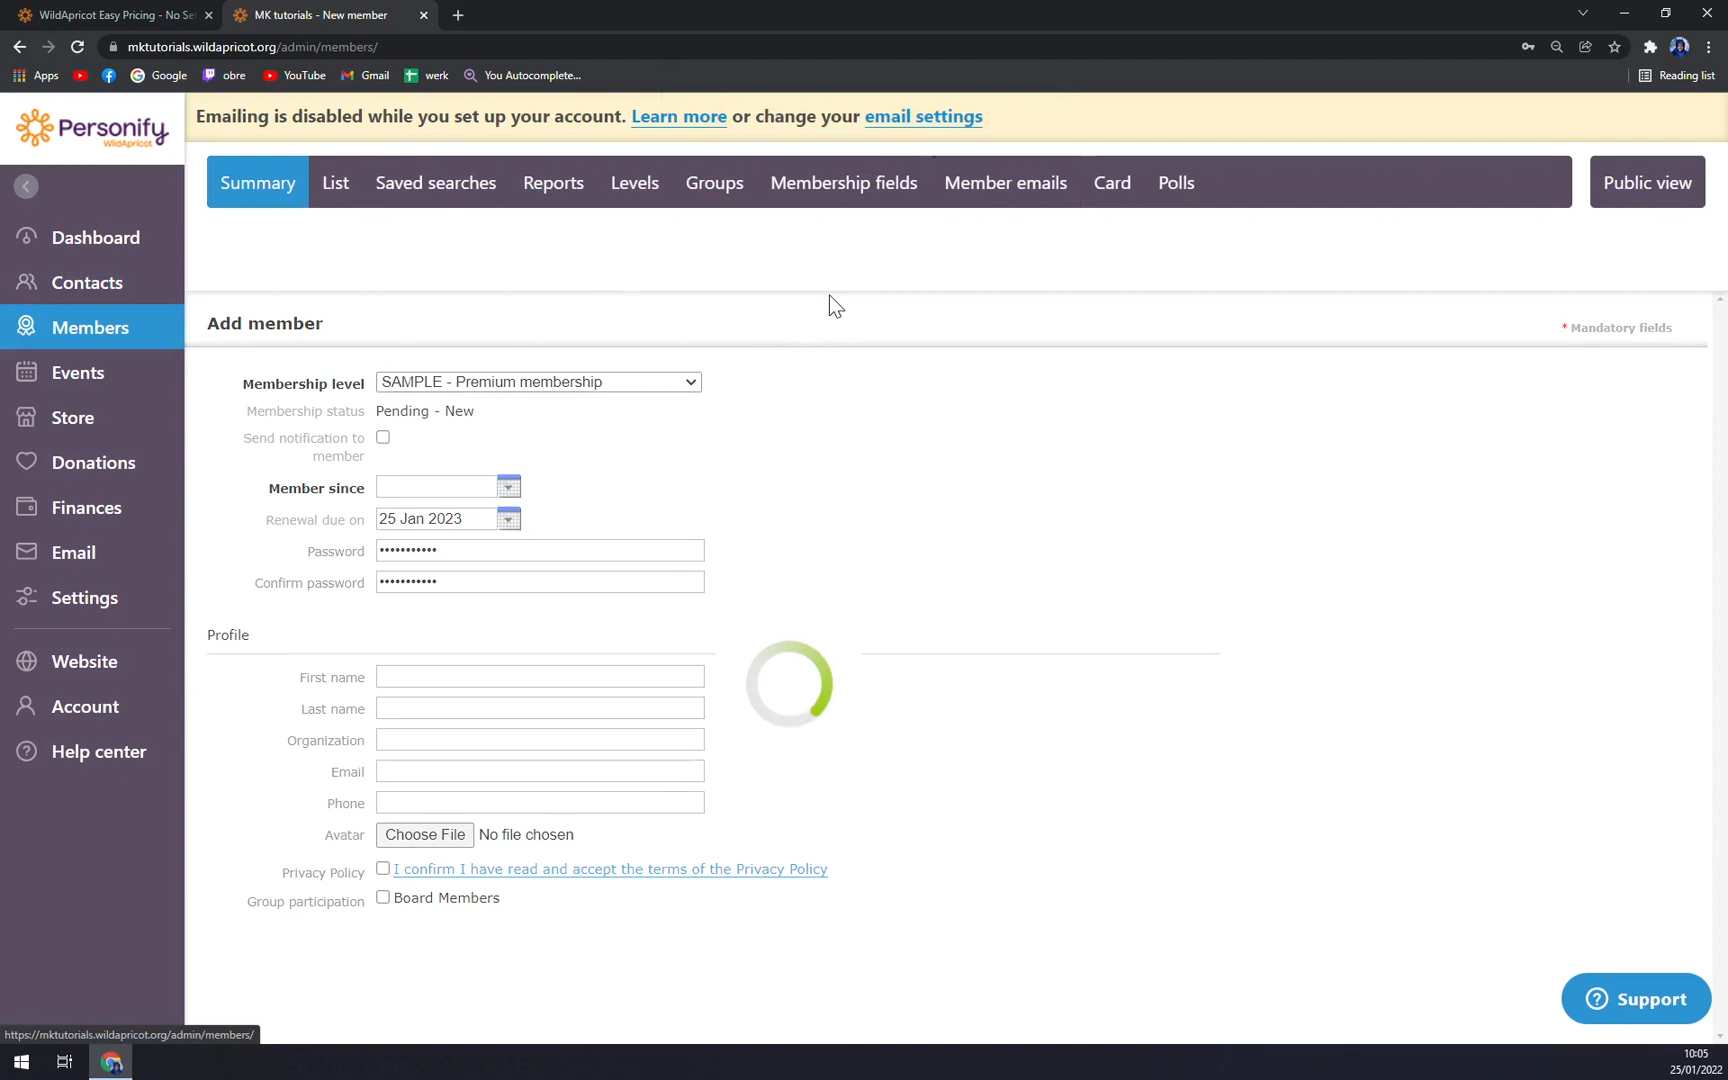 WildApricot Easy Pricing - No Se
MK tutorials - New member
mktutorials.wildapricot.org/admin/members/
Apps
Google
obre
YouTube
Gmail
werk
You Autocomplete...
Reading list
Personify
WildApricot
Emailing is disabled while you set up your account. Learn more or change your email settings
Summary
List
Saved searches
Reports
Levels
Groups
Membership fields
Member emails
Card
Polls
Public view
Dashboard
Contacts
Members
Events
Store
Donations
Finances
Email
Settings
Website
Account
Help center
Add member
* Mandatory fields
Membership level SAMPLE - Premium membership
Membership status Pending - New
Send notification to
member
Member since
Renewal due on 25 Jan 2023
Password •••••••••••
Confirm password •••••••••••
Profile
First name
Last name
Organization
Email
Phone
Avatar Choose File No file chosen
Privacy Policy I confirm I have read and accept the terms of the Privacy Policy
Group participation Board Members
Support
https://mktutorials.wildapricot.org/admin/members/
10:05
25/01/2022